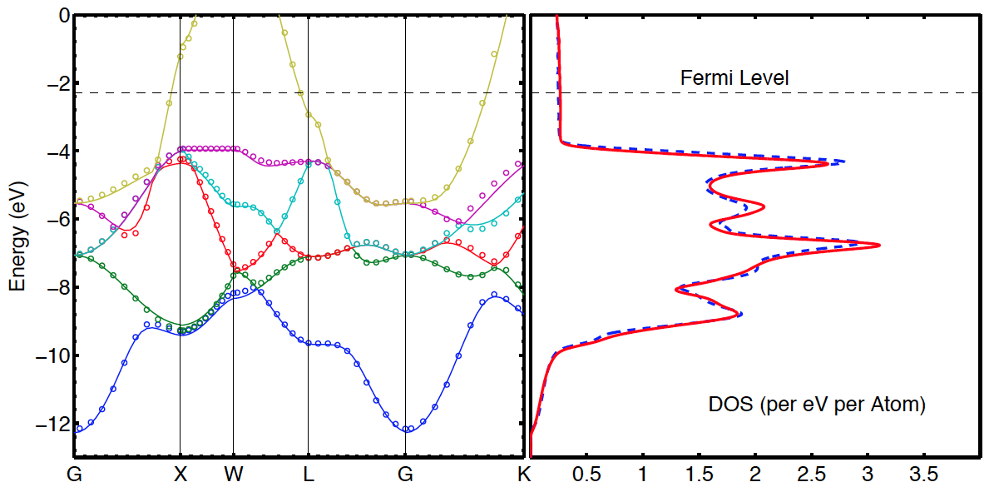 0
−2
−4
−6
−8
−10
−12
Energy (eV)
G X W L G K
Fermi Level
DOS (per eV per Atom)
0.5 1 1.5 2 2.5 3 3.5